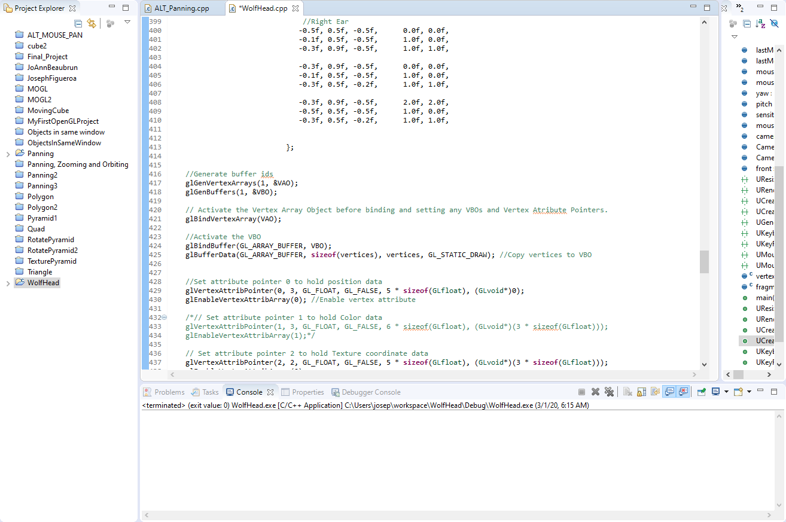 Project Explorer
ALT_MOUSE_PAN
cube2
Final_Project
JoAnnBeaubrun
JosephFigueroa
MOGL
MOGL2
MovingCube
MyFirstOpenGLProject
Objects in same window
ObjectsInSameWindow
Panning
Panning, Zooming and Orbiting
Panning2
Panning3
Polygon
Polygon2
Pyramid1
Quad
RotatePyramid
RotatePyramid2
TexturePyramid
Triangle
WolfHead
ALT_Panning.cpp
*WolfHead.cpp
399 //Right Ear
400 -0.5f, 0.5f, -0.5f, 0.0f, 0.0f,
401 -0.1f, 0.5f, -0.5f, 1.0f, 0.0f,
402 -0.3f, 0.9f, -0.5f, 1.0f, 1.0f,
403
404 -0.3f, 0.9f, -0.5f, 0.0f, 0.0f,
405 -0.1f, 0.5f, -0.5f, 1.0f, 0.0f,
406 -0.3f, 0.5f, -0.2f, 1.0f, 1.0f,
407
408 -0.3f, 0.9f, -0.5f, 2.0f, 2.0f,
409 -0.5f, 0.5f, -0.5f, 1.0f, 0.0f,
410 -0.3f, 0.5f, -0.2f, 1.0f, 1.0f,
411
412
413 };
414
415
416 //Generate buffer ids
417 glGenVertexArrays(1, &VAO);
418 glGenBuffers(1, &VBO);
419
420 // Activate the Vertex Array Object before binding and setting any VBOs and Vertex Atribute Pointers.
421 glBindVertexArray(VAO);
422
423 //Activate the VBO
424 glBindBuffer(GL_ARRAY_BUFFER, VBO);
425 glBufferData(GL_ARRAY_BUFFER, sizeof(vertices), vertices, GL_STATIC_DRAW); //Copy vertices to VBO
426
427
428 //Set attribute pointer 0 to hold position data
429 glVertexAttribPointer(0, 3, GL_FLOAT, GL_FALSE, 5 * sizeof(GLfloat), (GLvoid*)0);
430 glEnableVertexAttribArray(0); //Enable vertex attribute
431
432 /*// Set attribute pointer 1 to hold Color data
433 glVertexAttribPointer(1, 3, GL_FLOAT, GL_FALSE, 6 * sizeof(GLfloat), (GLvoid*)(3 * sizeof(GLfloat)));
434 glEnableVertexAttribArray(1);*/
435
436 // Set attribute pointer 2 to hold Texture coordinate data
437 glVertexAttribPointer(2, 2, GL_FLOAT, GL_FALSE, 5 * sizeof(GLfloat), (GLvoid*)(3 * sizeof(GLfloat)));
»2
lastM
lastM
mous
mous
yaw :
pitch
sensit
mous
came
Came
Came
front
UResi
URen
UCrea
UCrea
UGen
UKey
UKey
UMou
UMou
vertex
fragm
main(
UResi
URen
UCrea
UCrea
UKey
UKey
Problems
Tasks
Console
Properties
Debugger Console
<terminated> (exit value: 0) WolfHead.exe [C/C++ Application] C:\Users\josep\workspace\WolfHead\Debug\WolfHead.exe (3/1/20, 6:15 AM)